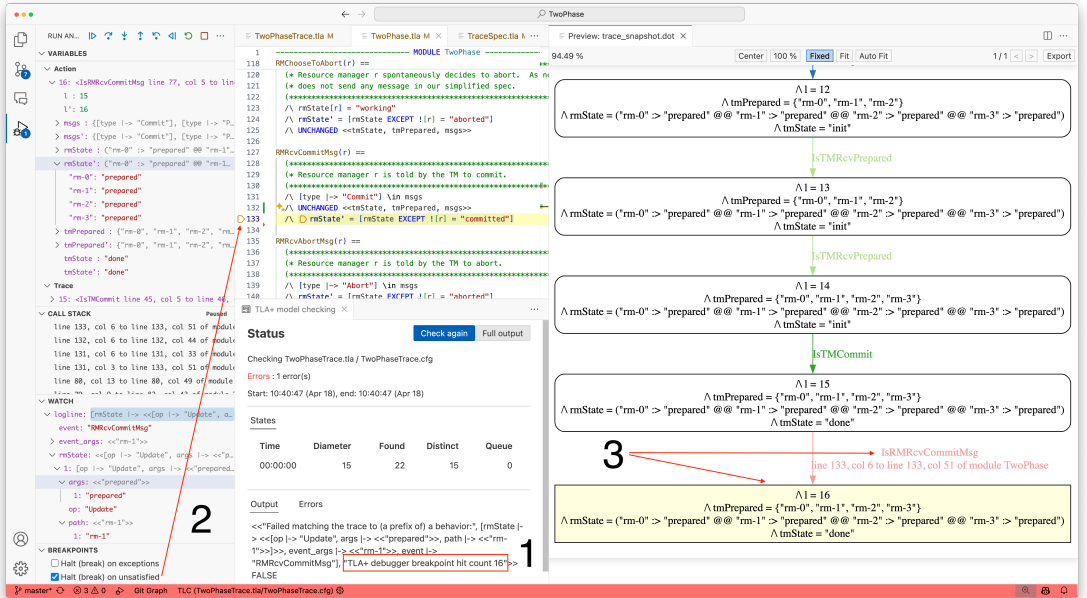 TwoPhase
RUN AN...
VARIABLES
Action
16: <IsRMRcvCommitMsg line 77, col 5 to lin
l : 15
l': 16
msgs : {[type |-> "Commit"], [type |-> "P…
msgs': {[type |-> "Commit"], [type |-> "P…
rmState : ("rm-0" :> "prepared" @@ "rm-1"…
rmState': ("rm-0" :> "prepared" @@ "rm-1…
"rm-0": "prepared"
"rm-1": "prepared"
"rm-2": "prepared"
"rm-3": "prepared"
tmPrepared : {"rm-0", "rm-1", "rm-2", "rm…
tmPrepared': {"rm-0", "rm-1", "rm-2", "rm…
tmState : "done"
tmState': "done"
Trace
15: <IsTMCommit line 45, col 5 to line 48,
CALL STACK Paused
line 133, col 6 to line 133, col 51 of module
line 132, col 6 to line 132, col 44 of module
line 131, col 6 to line 131, col 33 of module
line 131, col 3 to line 133, col 51 of module
line 80, col 13 to line 80, col 49 of module
WATCH
logline: [rmState |-> <<[op |-> "Update", a…
event: "RMRcvCommitMsg"
event_args: <<"rm-1">>
rmState: <<[op |-> "Update", args |-> <<"p…
1: [op |-> "Update", args |-> <<"prepared…
args: <<"prepared">>
1: "prepared"
op: "Update"
path: <<"rm-1">>
1: "rm-1"
BREAKPOINTS
Halt (break) on exceptions
Halt (break) on unsatisfied
2
TwoPhaseTrace.tla M
TwoPhase.tla M
TraceSpec.tla M
1 -------------------------------- MODULE TwoPhase --------------
118 RMChooseToAbort(r) ==
120 (* Resource manager r spontaneously decides to abort. As no
121 * does not send any message in our simplified spec.
122 (************************************************************
123 /\ rmState[r] = "working"
124 /\ rmState' = [rmState EXCEPT ![r] = "aborted"]
125 /\ UNCHANGED <<tmState, tmPrepared, msgs>>
126
127 RMRcvCommitMsg(r) ==
128 (************************************************************
129 (* Resource manager r is told by the TM to commit.
130 (************************************************************
131 /\ [type |-> "Commit"] \in msgs
132 /\ UNCHANGED <<tmState, tmPrepared, msgs>>
133 /\ rmState' = [rmState EXCEPT ![r] = "committed"]
134
135 RMRcvAbortMsg(r) ==
136 (************************************************************
137 (* Resource manager r is told by the TM to abort.
138 (************************************************************
139 /\ [type |-> "Abort"] \in msgs
140 /\ rmState' = [rmState EXCEPT ![r] = "aborted"]
TLA+ model checking
Status
Check again
Full output
Checking TwoPhaseTrace.tla / TwoPhaseTrace.cfg
Errors : 1 error(s)
Start: 10:40:47 (Apr 18), end: 10:40:47 (Apr 18)
States
Time Diameter Found Distinct Queue
00:00:00 15 22 15 0
Output Errors
<<"Failed matching the trace to (a prefix of) a behavior:", [rmState |-
> <<[op |-> "Update", args |-> <<"prepared">>, path |-> <<"rm-
1">>]>>, event_args |-> <<"rm-1">>, event |->
"RMRcvCommitMsg"], "TLA+ debugger breakpoint hit count 16">>
FALSE
1
Preview: trace_snapshot.dot
94.49 % Center 100 % Fixed Fit Auto Fit 1/1 < > Export
/\ l = 12
/\ tmPrepared = {"rm-0", "rm-1", "rm-2"}
/\ rmState = ("rm-0" :> "prepared" @@ "rm-1" :> "prepared" @@ "rm-2" :> "prepared" @@ "rm-3" :> "prepared")
/\ tmState = "init"
IsTMRcvPrepared
/\ l = 13
/\ tmPrepared = {"rm-0", "rm-1", "rm-2"}
/\ rmState = ("rm-0" :> "prepared" @@ "rm-1" :> "prepared" @@ "rm-2" :> "prepared" @@ "rm-3" :> "prepared")
/\ tmState = "init"
IsTMRcvPrepared
/\ l = 14
/\ tmPrepared = {"rm-0", "rm-1", "rm-2", "rm-3"}
/\ rmState = ("rm-0" :> "prepared" @@ "rm-1" :> "prepared" @@ "rm-2" :> "prepared" @@ "rm-3" :> "prepared")
/\ tmState = "init"
IsTMCommit
/\ l = 15
/\ tmPrepared = {"rm-0", "rm-1", "rm-2", "rm-3"}
/\ rmState = ("rm-0" :> "prepared" @@ "rm-1" :> "prepared" @@ "rm-2" :> "prepared" @@ "rm-3" :> "prepared")
/\ tmState = "done"
3
IsRMRcvCommitMsg
line 133, col 6 to line 133, col 51 of module TwoPhase
/\ l = 16
/\ tmPrepared = {"rm-0", "rm-1", "rm-2", "rm-3"}
/\ rmState = ("rm-0" :> "prepared" @@ "rm-1" :> "prepared" @@ "rm-2" :> "prepared" @@ "rm-3" :> "prepared")
/\ tmState = "done"
master* 3 0 Git Graph TLC (TwoPhaseTrace.tla/TwoPhaseTrace.cfg)